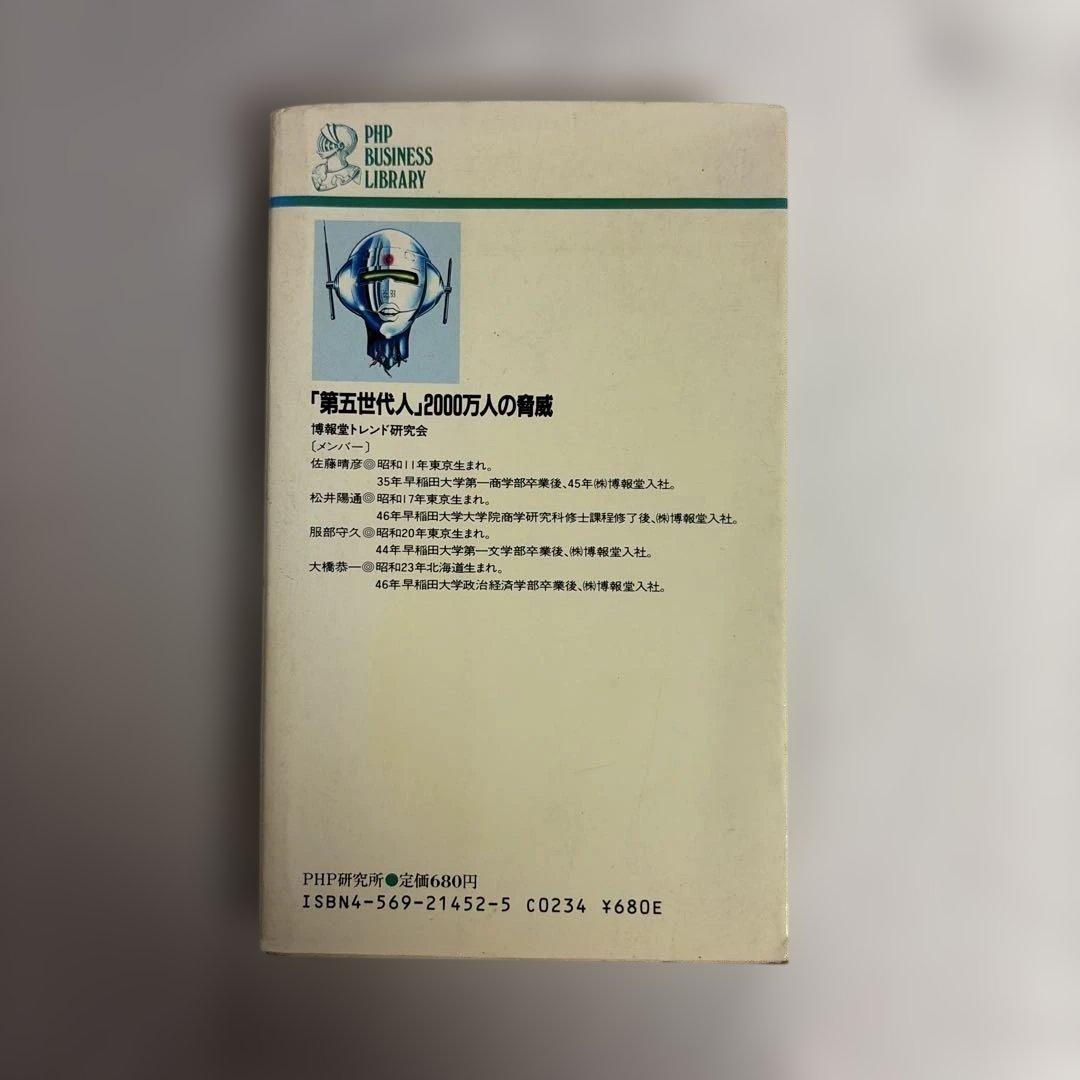 PHP
BUSINESS
LIBRARY
「第五世代人」2000万人の脅威
博報堂トレンド研究会
〔メンバー〕
佐藤晴彦◎昭和11年東京生まれ。
35年早稲田大学第一商学部卒業後、45年㈱博報堂入社。
松井陽通◎昭和17年東京生まれ。
46年早稲田大学大学院商学研究科修士課程修了後、㈱博報堂入社。
服部守久◎昭和20年東京生まれ。
44年早稲田大学第一文学部卒業後、㈱博報堂入社。
大橋恭一◎昭和23年北海道生まれ。
46年早稲田大学政治経済学部卒業後、㈱博報堂入社。
PHP研究所●定価680円
ISBN4-569-21452-5 C0234 ¥680E